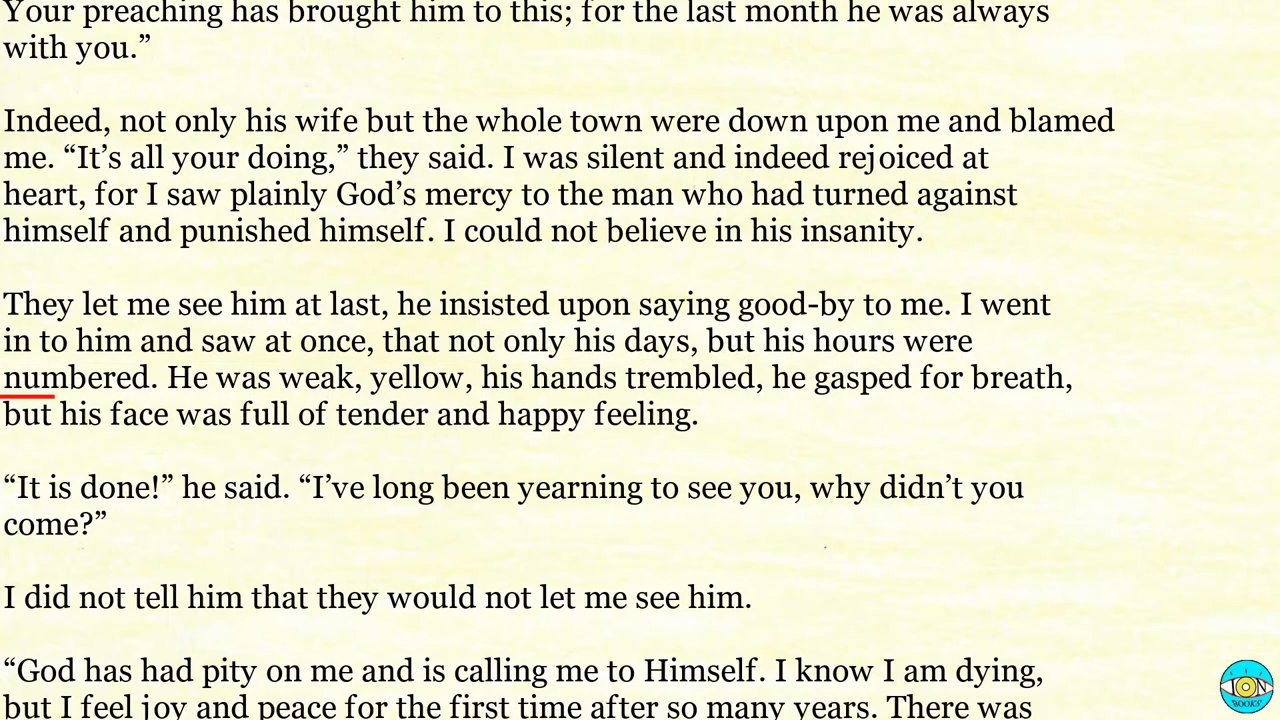 Your preaching has brought him to this; for the last month he was always
with you.”
Indeed, not only his wife but the whole town were down upon me and blamed
me. “It’s all your doing,” they said. I was silent and indeed rejoiced at
heart, for I saw plainly God’s mercy to the man who had turned against
himself and punished himself. I could not believe in his insanity.
They let me see him at last, he insisted upon saying good-by to me. I went
in to him and saw at once, that not only his days, but his hours were
numbered. He was weak, yellow, his hands trembled, he gasped for breath,
but his face was full of tender and happy feeling.
“It is done!” he said. “I’ve long been yearning to see you, why didn’t you
come?”
I did not tell him that they would not let me see him.
“God has had pity on me and is calling me to Himself. I know I am dying,
but I feel joy and peace for the first time after so many years. There was
ION
BOOKS